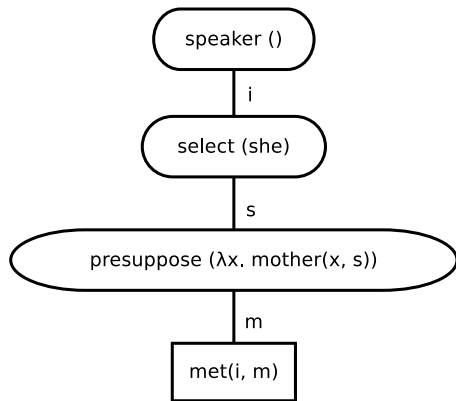 speaker ()
i
select (she)
s
presuppose (λx. mother(x, s))
m
met(i, m)